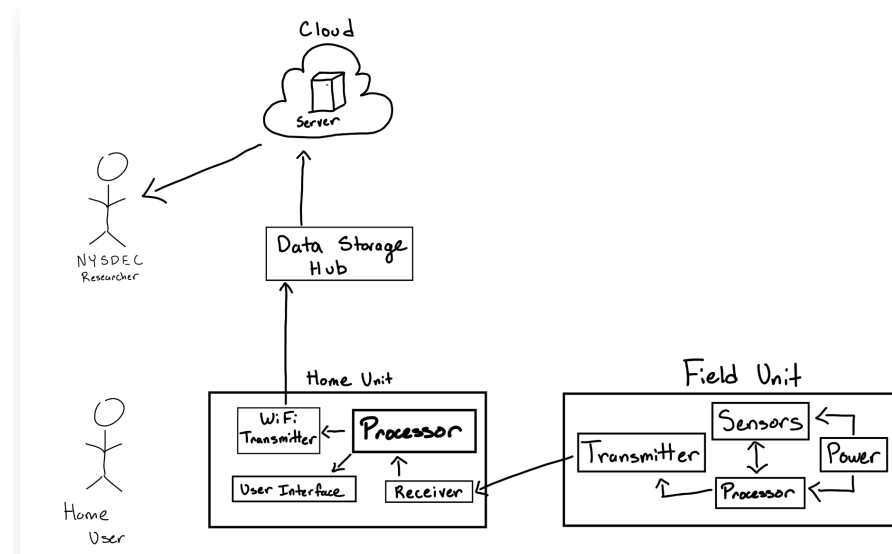 Cloud
Server
NYSDEC
Researcher
Data Storage
Hub
Home Unit
WiFi
Transmitter
Processor
User Interface
Receiver
Home
User
Field Unit
Sensors
Transmitter
Power
Processor